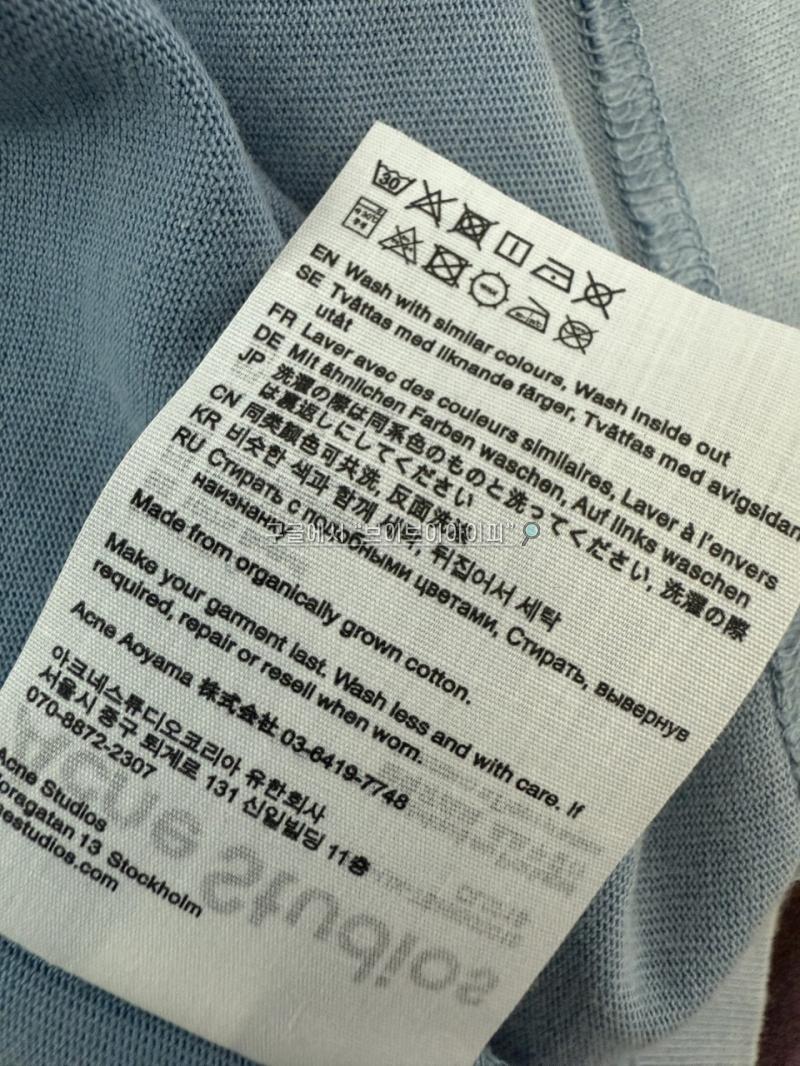 30
EN Wash with similar colours, Wash inside out
SE Tvättas med liknande färger, Tvättas med avigsidan
utåt
FR Laver avec des couleurs similaires, Laver à l'envers
DE Mit ähnlichen Farben waschen, Auf links waschen
JP 洗濯の際は同系色のものと洗ってください, 洗濯の際
は裏返しにしてください
CN 同类颜色可共洗, 反面洗涤
KR 비슷한 색과 함께 세탁, 뒤집어서 세탁
RU Стирать с подобными цветами, Стирать, вывернув
наизнанку
구글에서 "브이브이아이피"
Made from organically grown cotton.
Make your garment last. Wash less and with care. If
required, repair or resell when worn.
Acne Aoyama 株式会社 03-6419-7748
아크네스튜디오코리아 유한회사
서울시 중구 퇴계로 131 신일빌딩 11층
070-8872-2307
Acne Studios
13 Stockholm
acne Studios